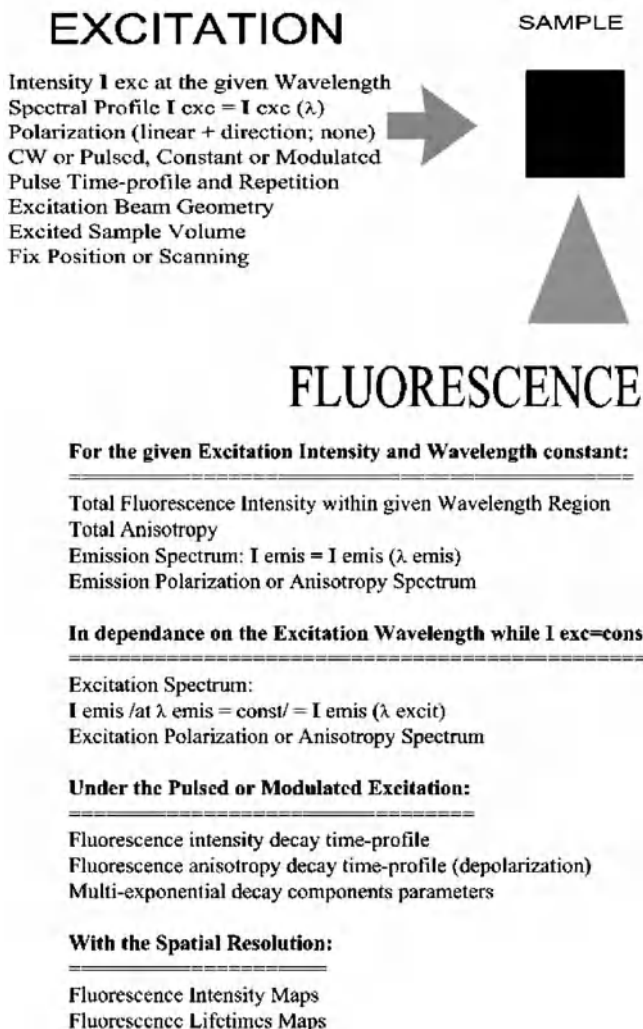 EXCITATION
SAMPLE
Intensity I exc at the given Wavelength
Spectral Profile I exc = I exc (λ)
Polarization (linear + direction; none)
CW or Pulsed, Constant or Modulated
Pulse Time-profile and Repetition
Excitation Beam Geometry
Excited Sample Volume
Fix Position or Scanning
FLUORESCENCE
For the given Excitation Intensity and Wavelength constant:
Total Fluorescence Intensity within given Wavelength Region
Total Anisotropy
Emission Spectrum: I emis = I emis (λ emis)
Emission Polarization or Anisotropy Spectrum
In dependance on the Excitation Wavelength while I exc=cons
Excitation Spectrum:
I emis /at λ emis = const/ = I emis (λ excit)
Excitation Polarization or Anisotropy Spectrum
Under the Pulsed or Modulated Excitation:
Fluorescence intensity decay time-profile
Fluorescence anisotropy decay time-profile (depolarization)
Multi-exponential decay components parameters
With the Spatial Resolution:
Fluorescence Intensity Maps
Fluorescence Lifetimes Maps